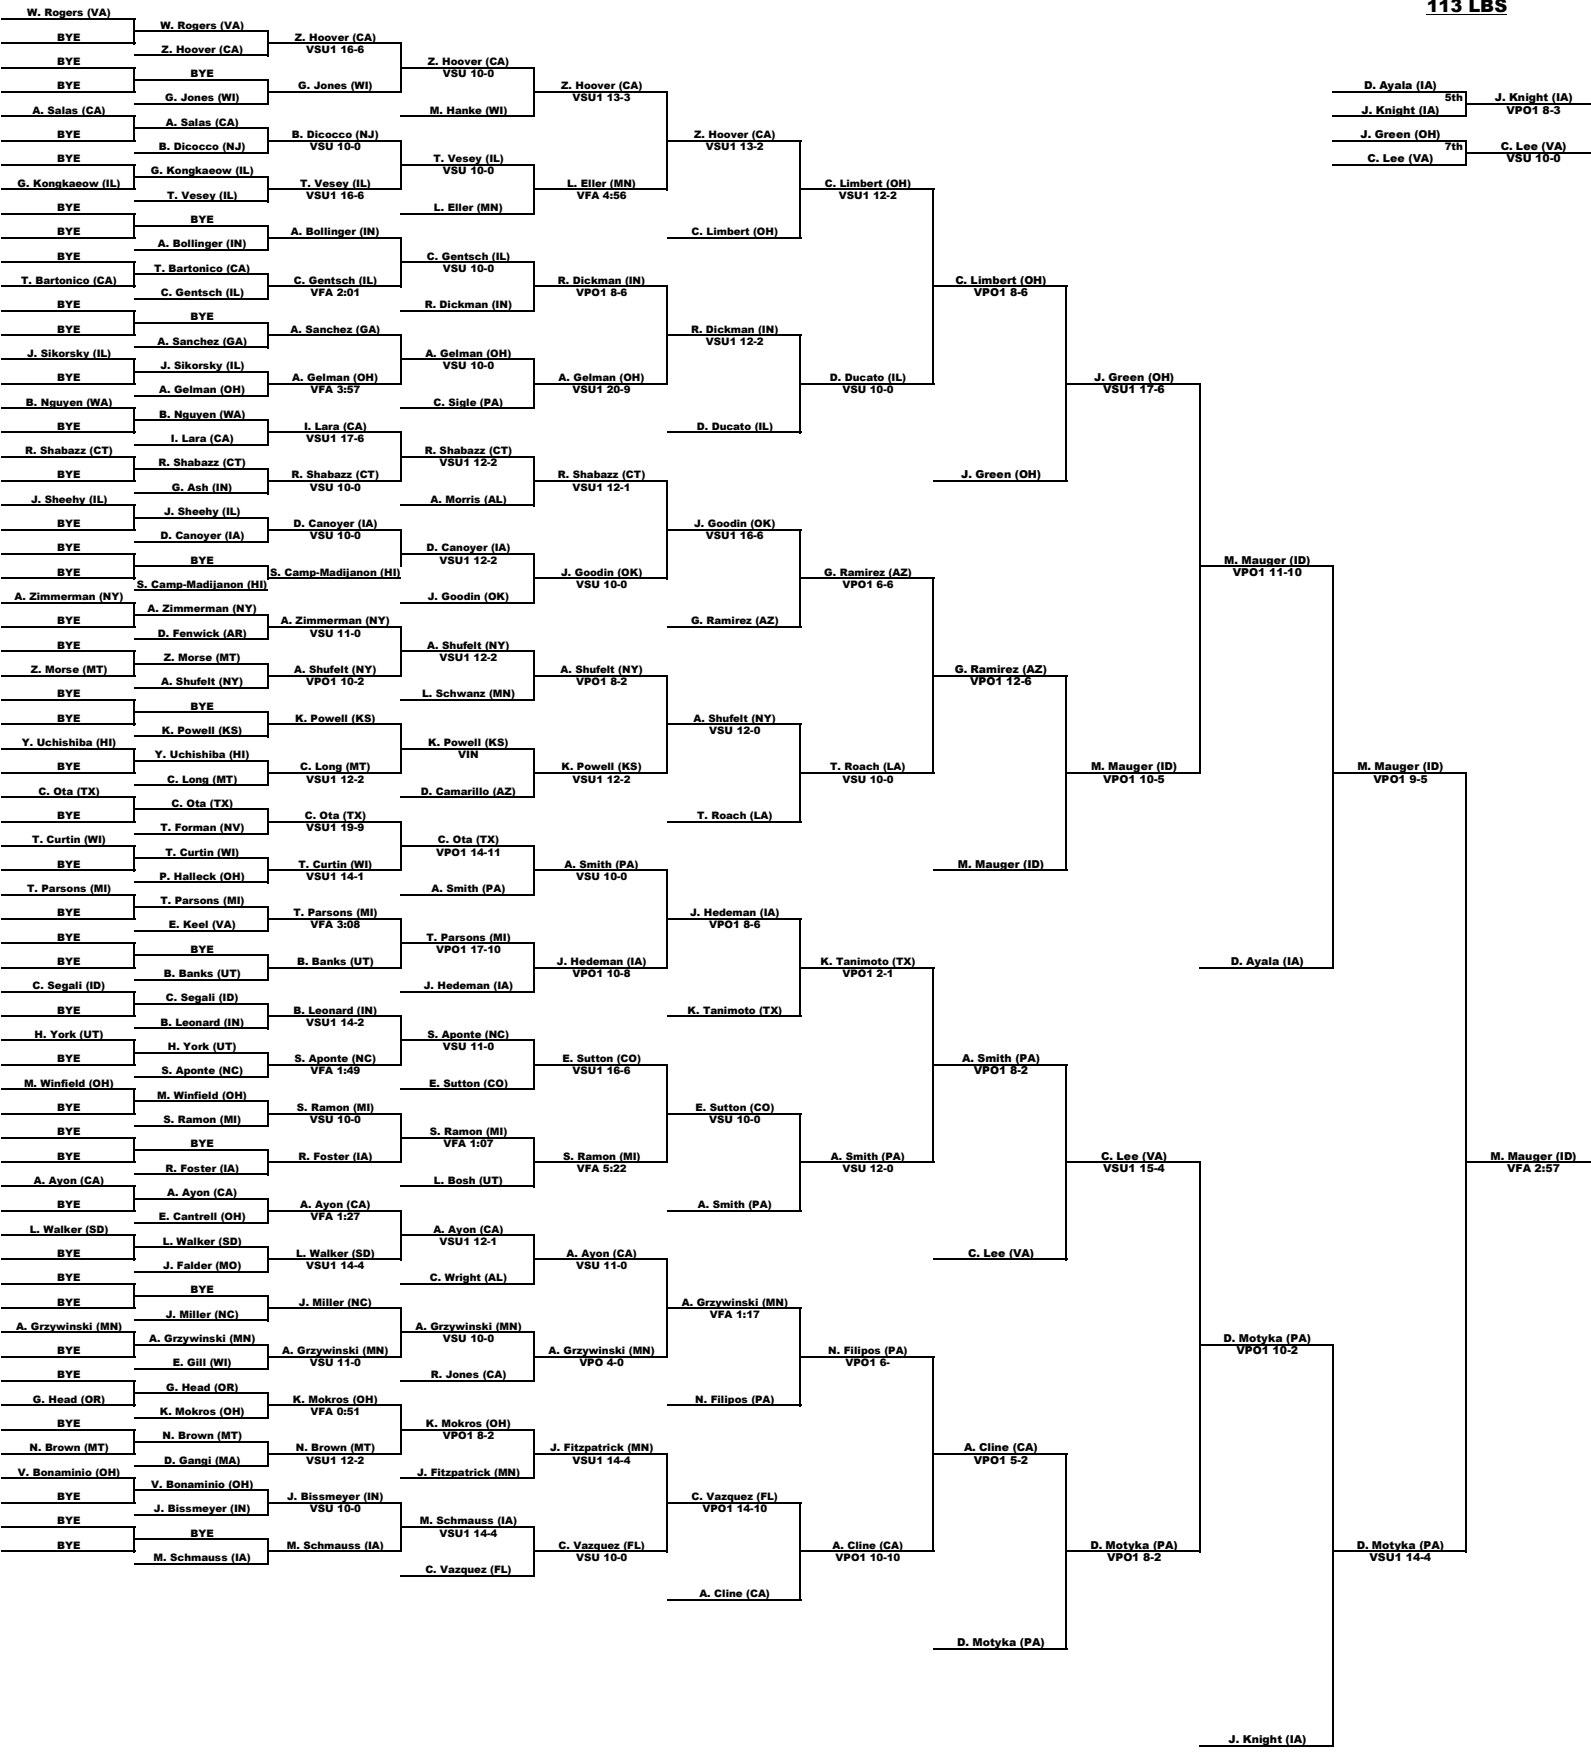 113 LBS
D. Ayala (IA)
5th
J. Knight (IA)
J. Knight (IA)
VPO1 8-3
J. Green (OH)
7th
C. Lee (VA)
C. Lee (VA)
VSU 10-0
W. Rogers (VA)
BYE
BYE
BYE
A. Salas (CA)
BYE
BYE
G. Kongkaeow (IL)
BYE
BYE
BYE
T. Bartonico (CA)
BYE
BYE
J. Sikorsky (IL)
BYE
B. Nguyen (WA)
BYE
R. Shabazz (CT)
BYE
J. Sheehy (IL)
BYE
BYE
BYE
A. Zimmerman (NY)
BYE
BYE
Z. Morse (MT)
BYE
BYE
Y. Uchishiba (HI)
BYE
C. Ota (TX)
BYE
T. Curtin (WI)
BYE
T. Parsons (MI)
BYE
BYE
BYE
C. Segali (ID)
BYE
H. York (UT)
BYE
M. Winfield (OH)
BYE
BYE
BYE
A. Ayon (CA)
BYE
L. Walker (SD)
BYE
BYE
BYE
A. Grzywinski (MN)
BYE
BYE
G. Head (OR)
BYE
N. Brown (MT)
V. Bonaminio (OH)
BYE
BYE
BYE
W. Rogers (VA)
Z. Hoover (CA)
BYE
G. Jones (WI)
A. Salas (CA)
B. Dicocco (NJ)
G. Kongkaeow (IL)
T. Vesey (IL)
BYE
A. Bollinger (IN)
T. Bartonico (CA)
C. Gentsch (IL)
BYE
A. Sanchez (GA)
J. Sikorsky (IL)
A. Gelman (OH)
B. Nguyen (WA)
I. Lara (CA)
R. Shabazz (CT)
G. Ash (IN)
J. Sheehy (IL)
D. Canoyer (IA)
BYE
S. Camp-Madijanon (HI)
A. Zimmerman (NY)
D. Fenwick (AR)
Z. Morse (MT)
A. Shufelt (NY)
BYE
K. Powell (KS)
Y. Uchishiba (HI)
C. Long (MT)
C. Ota (TX)
T. Forman (NV)
T. Curtin (WI)
P. Halleck (OH)
T. Parsons (MI)
E. Keel (VA)
BYE
B. Banks (UT)
C. Segali (ID)
B. Leonard (IN)
H. York (UT)
S. Aponte (NC)
M. Winfield (OH)
S. Ramon (MI)
BYE
R. Foster (IA)
A. Ayon (CA)
E. Cantrell (OH)
L. Walker (SD)
J. Falder (MO)
BYE
J. Miller (NC)
A. Grzywinski (MN)
E. Gill (WI)
G. Head (OR)
K. Mokros (OH)
N. Brown (MT)
D. Gangi (MA)
V. Bonaminio (OH)
J. Bissmeyer (IN)
BYE
M. Schmauss (IA)
Z. Hoover (CA)
VSU1 16-6
G. Jones (WI)
B. Dicocco (NJ)
VSU 10-0
T. Vesey (IL)
VSU1 16-6
A. Bollinger (IN)
C. Gentsch (IL)
VFA 2:01
A. Sanchez (GA)
A. Gelman (OH)
VFA 3:57
I. Lara (CA)
VSU1 17-6
R. Shabazz (CT)
VSU 10-0
D. Canoyer (IA)
VSU 10-0
S. Camp-Madijanon (HI)
A. Zimmerman (NY)
VSU 11-0
A. Shufelt (NY)
VPO1 10-2
K. Powell (KS)
C. Long (MT)
VSU1 12-2
C. Ota (TX)
VSU1 19-9
T. Curtin (WI)
VSU1 14-1
T. Parsons (MI)
VFA 3:08
B. Banks (UT)
B. Leonard (IN)
VSU1 14-2
S. Aponte (NC)
VFA 1:49
S. Ramon (MI)
VSU 10-0
R. Foster (IA)
A. Ayon (CA)
VFA 1:27
L. Walker (SD)
VSU1 14-4
J. Miller (NC)
A. Grzywinski (MN)
VSU 11-0
K. Mokros (OH)
VFA 0:51
N. Brown (MT)
VSU1 12-2
J. Bissmeyer (IN)
VSU 10-0
M. Schmauss (IA)
Z. Hoover (CA)
VSU 10-0
M. Hanke (WI)
T. Vesey (IL)
VSU 10-0
L. Eller (MN)
C. Gentsch (IL)
VSU 10-0
R. Dickman (IN)
A. Gelman (OH)
VSU 10-0
C. Sigle (PA)
R. Shabazz (CT)
VSU1 12-2
A. Morris (AL)
D. Canoyer (IA)
VSU1 12-2
J. Goodin (OK)
A. Shufelt (NY)
VSU1 12-2
L. Schwanz (MN)
K. Powell (KS)
VIN
D. Camarillo (AZ)
C. Ota (TX)
VPO1 14-11
A. Smith (PA)
T. Parsons (MI)
VPO1 17-10
J. Hedeman (IA)
S. Aponte (NC)
VSU 11-0
E. Sutton (CO)
S. Ramon (MI)
VFA 1:07
L. Bosh (UT)
A. Ayon (CA)
VSU1 12-1
C. Wright (AL)
A. Grzywinski (MN)
VSU 10-0
R. Jones (CA)
K. Mokros (OH)
VPO1 8-2
J. Fitzpatrick (MN)
M. Schmauss (IA)
VSU1 14-4
C. Vazquez (FL)
Z. Hoover (CA)
VSU1 13-3
L. Eller (MN)
VFA 4:56
R. Dickman (IN)
VPO1 8-6
A. Gelman (OH)
VSU1 20-9
R. Shabazz (CT)
VSU1 12-1
J. Goodin (OK)
VSU 10-0
A. Shufelt (NY)
VPO1 8-2
K. Powell (KS)
VSU1 12-2
A. Smith (PA)
VSU 10-0
J. Hedeman (IA)
VPO1 10-8
E. Sutton (CO)
VSU1 16-6
S. Ramon (MI)
VFA 5:22
A. Ayon (CA)
VSU 11-0
A. Grzywinski (MN)
VPO 4-0
J. Fitzpatrick (MN)
VSU1 14-4
C. Vazquez (FL)
VSU 10-0
Z. Hoover (CA)
VSU1 13-2
C. Limbert (OH)
R. Dickman (IN)
VSU1 12-2
D. Ducato (IL)
J. Goodin (OK)
VSU1 16-6
G. Ramirez (AZ)
A. Shufelt (NY)
VSU 12-0
T. Roach (LA)
J. Hedeman (IA)
VPO1 8-6
K. Tanimoto (TX)
E. Sutton (CO)
VSU 10-0
A. Smith (PA)
A. Grzywinski (MN)
VFA 1:17
N. Filipos (PA)
C. Vazquez (FL)
VPO1 14-10
A. Cline (CA)
C. Limbert (OH)
VSU1 12-2
D. Ducato (IL)
VSU 10-0
G. Ramirez (AZ)
VPO1 6-6
T. Roach (LA)
VSU 10-0
K. Tanimoto (TX)
VPO1 2-1
A. Smith (PA)
VSU 12-0
N. Filipos (PA)
VPO1 6-
A. Cline (CA)
VPO1 10-10
C. Limbert (OH)
VPO1 8-6
J. Green (OH)
G. Ramirez (AZ)
VPO1 12-6
M. Mauger (ID)
A. Smith (PA)
VPO1 8-2
C. Lee (VA)
A. Cline (CA)
VPO1 5-2
D. Motyka (PA)
J. Green (OH)
VSU1 17-6
M. Mauger (ID)
VPO1 10-5
C. Lee (VA)
VSU1 15-4
D. Motyka (PA)
VPO1 8-2
M. Mauger (ID)
VPO1 11-10
D. Ayala (IA)
D. Motyka (PA)
VPO1 10-2
J. Knight (IA)
M. Mauger (ID)
VPO1 9-5
D. Motyka (PA)
VSU1 14-4
M. Mauger (ID)
VFA 2:57